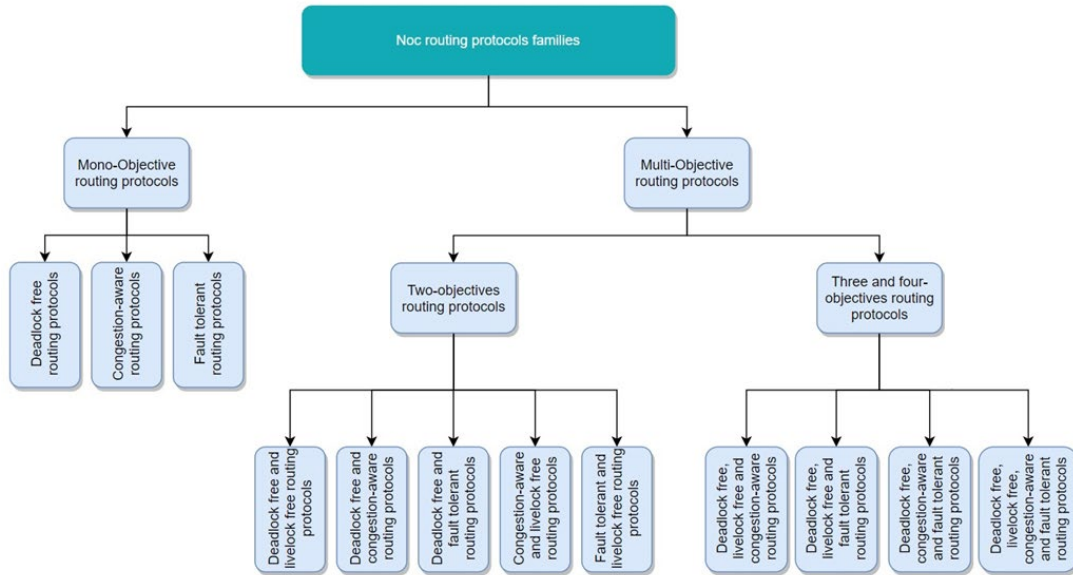 Noc routing protocols families
Mono-Objective
routing protocols
Multi-Objective
routing protocols
Deadlock free
routing protocols
Congestion-aware
routing protocols
Fault tolerant
routing protocols
Two-objectives
routing protocols
Three and four-
objectives routing
protocols
Deadlock free and
livelock free routing
protocols
Deadlock free and
congestion-aware
routing protocols
Deadlock free and
fault tolerant
routing protocols
Congestion-aware
and livelock free
routing protocols
Fault tolerant and
livelock free routing
protocols
Deadlock free,
livelock free and
congestion-aware
routing protocols
Deadlock free,
livelock free and
fault tolerant
routing protocols
Deadlock free,
congestion-aware
and fault tolerant
routing protocols
Deadlock free,
livelock free,
congestion-aware
and fault tolerant
routing protocols